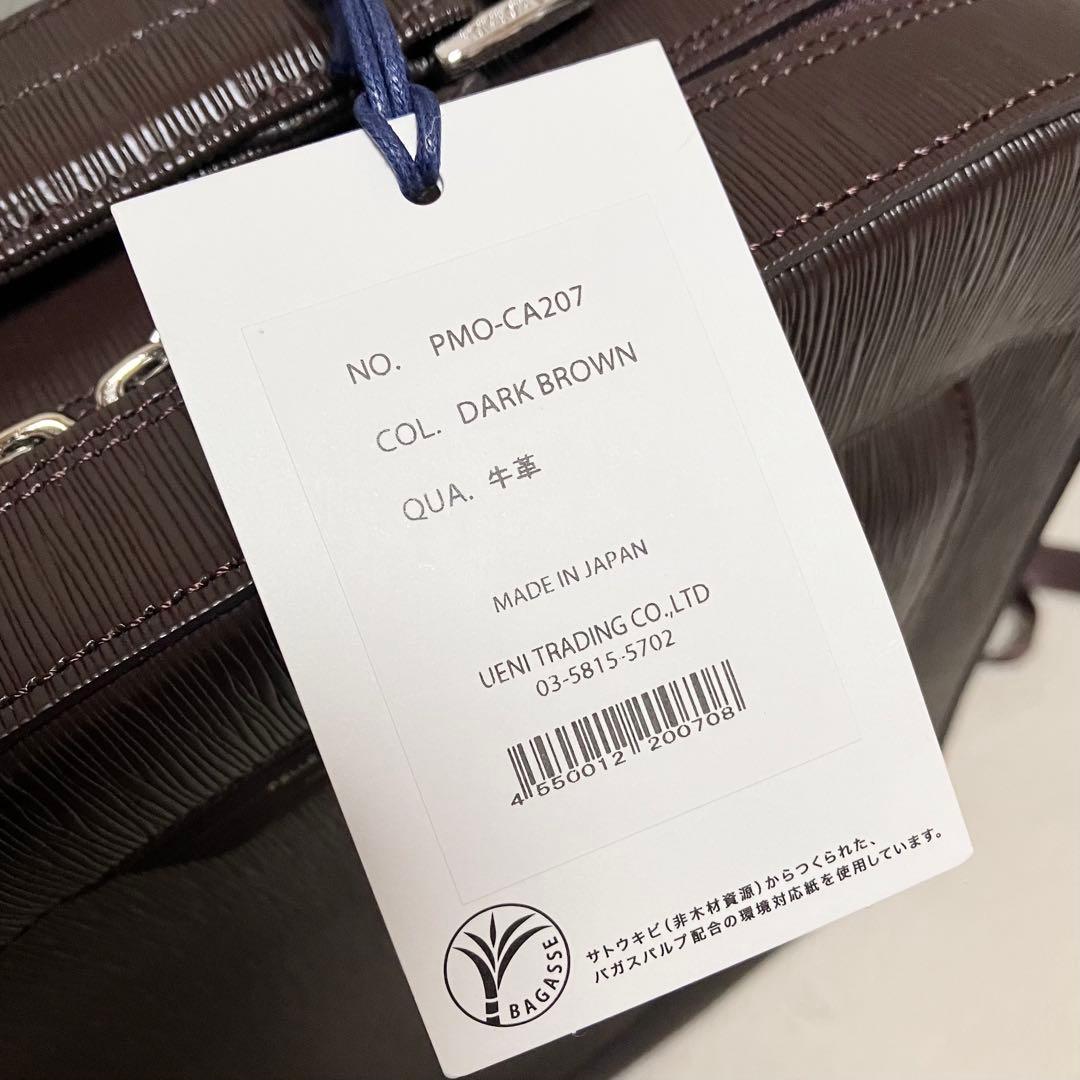 NO. PMO-CA207
COL. DARK BROWN
QUA. 牛革
MADE IN JAPAN
UENI TRADING CO.,LTD
03-5815-5702
4 550012 200708
BAGASSE
サトウキビ(非木材資源)からつくられた、
バガスパルプ配合の環境対応紙を使用しています。